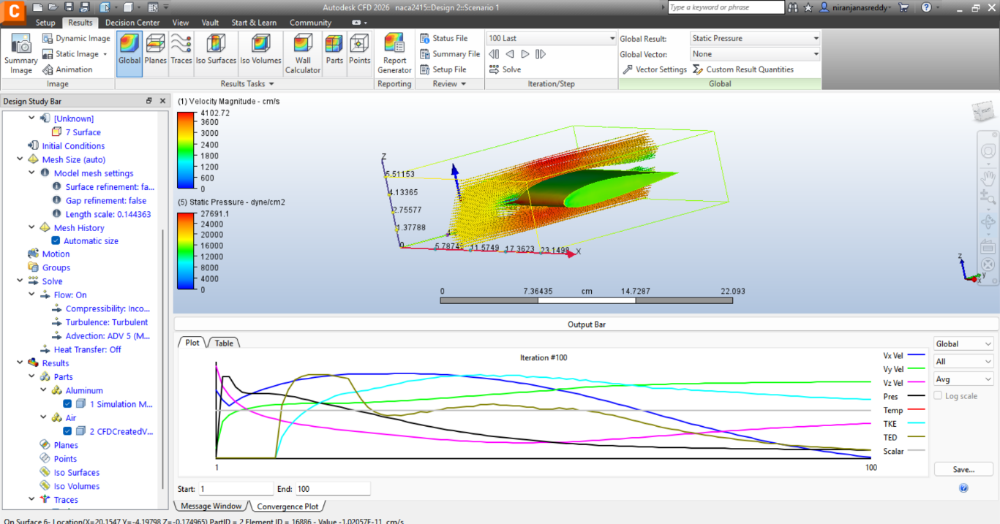 C
Autodesk CFD 2026 naca2415::Design 2::Scenario 1
Type a keyword or phrase
niranjanasreddy
Setup Results Decision Center View Vault Start & Learn Community
Summary Image
Dynamic Image
Static Image
Animation
Image
Global Planes Traces Iso Surfaces Iso Volumes Wall Calculator Parts Points
Results Tasks
Report Generator
Reporting
Status File
Summary File
Setup File
Review
100 Last
Solve
Iteration/Step
Global Result: Static Pressure
Global Vector: None
Vector Settings Custom Result Quantities
Global
Design Study Bar
[Unknown]
7 Surface
Initial Conditions
Mesh Size (auto)
Model mesh settings
Surface refinement: fa...
Gap refinement: false
Length scale: 0.144363
Mesh History
Automatic size
Motion
Groups
Solve
Flow: On
Compressibility: Inco...
Turbulence: Turbulent
Advection: ADV 5 (M...
Heat Transfer: Off
Results
Parts
Aluminum
1 Simulation M...
Air
2 CFDCreatedV...
Planes
Points
Iso Surfaces
Iso Volumes
Traces
(1) Velocity Magnitude - cm/s
4102.72
3600
3000
2400
1800
1200
600
0
(5) Static Pressure - dyne/cm2
27691.1
24000
20000
16000
12000
8000
4000
0
Z
5.51153
4.13365
2.75577
1.37788
0 5.7874 11.5749 17.3623 23.1498 X
Z
y
x
0 7.36435 cm 14.7287 22.093
Output Bar
Plot Table
Iteration #100
Vx Vel
Vy Vel
Vz Vel
Pres
Temp
TKE
TED
Scalar
1 100
Global
All
Avg
Log scale
Save...
Start: 1 End: 100
Message Window Convergence Plot
On Surface 6- Location(X=20.1547 Y=-4.19798 Z=-0.174965) PartID = 2 Element ID = 16886 - Value -1.02057E-11 cm/s